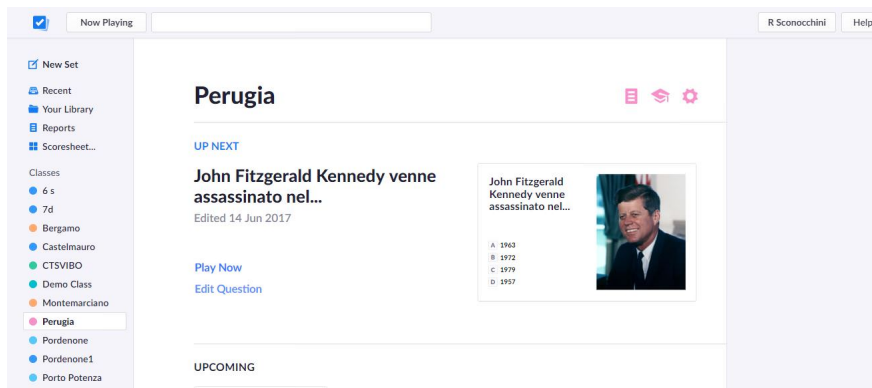 Now Playing
R Sconocchini
Help
New Set
Recent
Your Library
Reports
Scoresheet...
Classes
6 s
7d
Bergamo
Castelmauro
CTSVIBO
Demo Class
Montemarciano
Perugia
Pordenone
Pordenone1
Porto Potenza
Perugia
UP NEXT
John Fitzgerald Kennedy venne
assassinato nel...
Edited 14 Jun 2017
Play Now
Edit Question
John Fitzgerald
Kennedy venne
assassinato nel...
A 1963
B 1972
C 1979
D 1957
UPCOMING